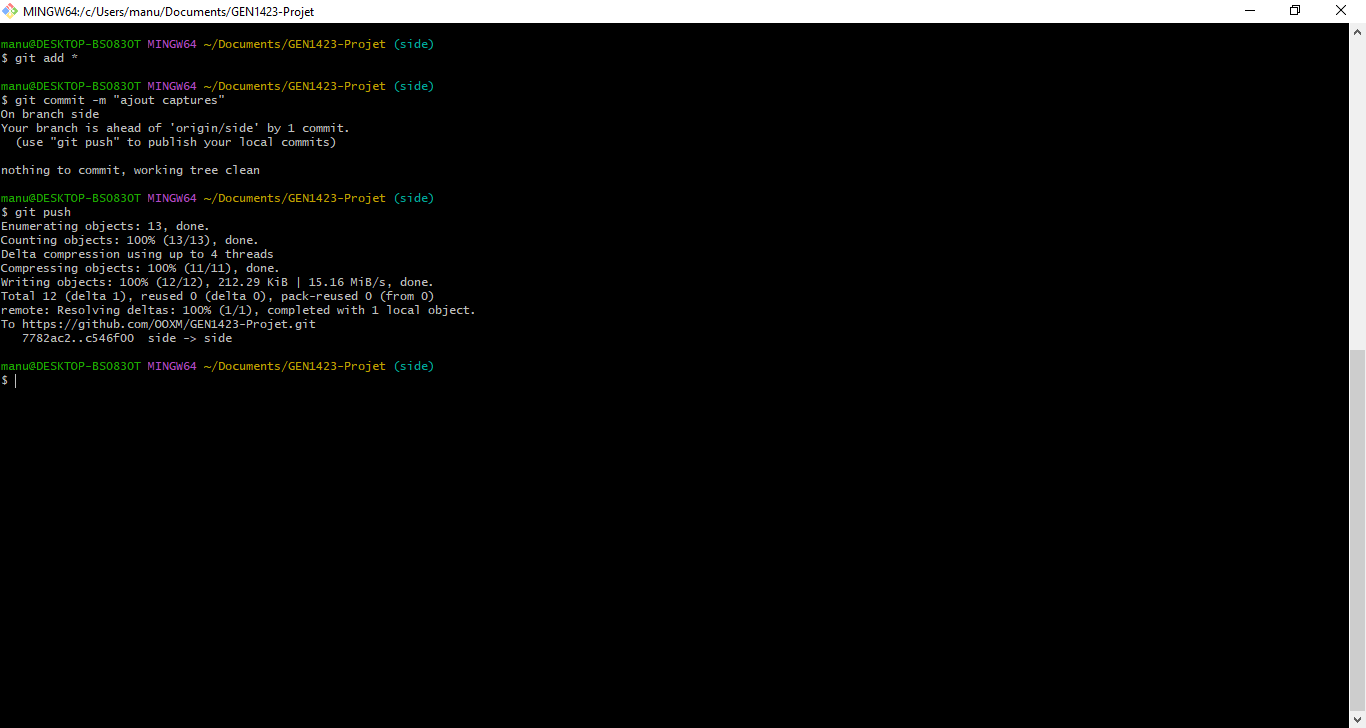 MINGW64:/c/Users/manu/Documents/GEN1423-Projet
manu@DESKTOP-BSO83OT MINGW64 ~/Documents/GEN1423-Projet (side)
$ git add *
manu@DESKTOP-BSO83OT MINGW64 ~/Documents/GEN1423-Projet (side)
$ git commit -m "ajout captures"
On branch side
Your branch is ahead of 'origin/side' by 1 commit.
  (use "git push" to publish your local commits)
nothing to commit, working tree clean
manu@DESKTOP-BSO83OT MINGW64 ~/Documents/GEN1423-Projet (side)
$ git push
Enumerating objects: 13, done.
Counting objects: 100% (13/13), done.
Delta compression using up to 4 threads
Compressing objects: 100% (11/11), done.
Writing objects: 100% (12/12), 212.29 KiB | 15.16 MiB/s, done.
Total 12 (delta 1), reused 0 (delta 0), pack-reused 0 (from 0)
remote: Resolving deltas: 100% (1/1), completed with 1 local object.
To https://github.com/OOXM/GEN1423-Projet.git
   7782ac2..c546f00  side -> side
manu@DESKTOP-BSO83OT MINGW64 ~/Documents/GEN1423-Projet (side)
$